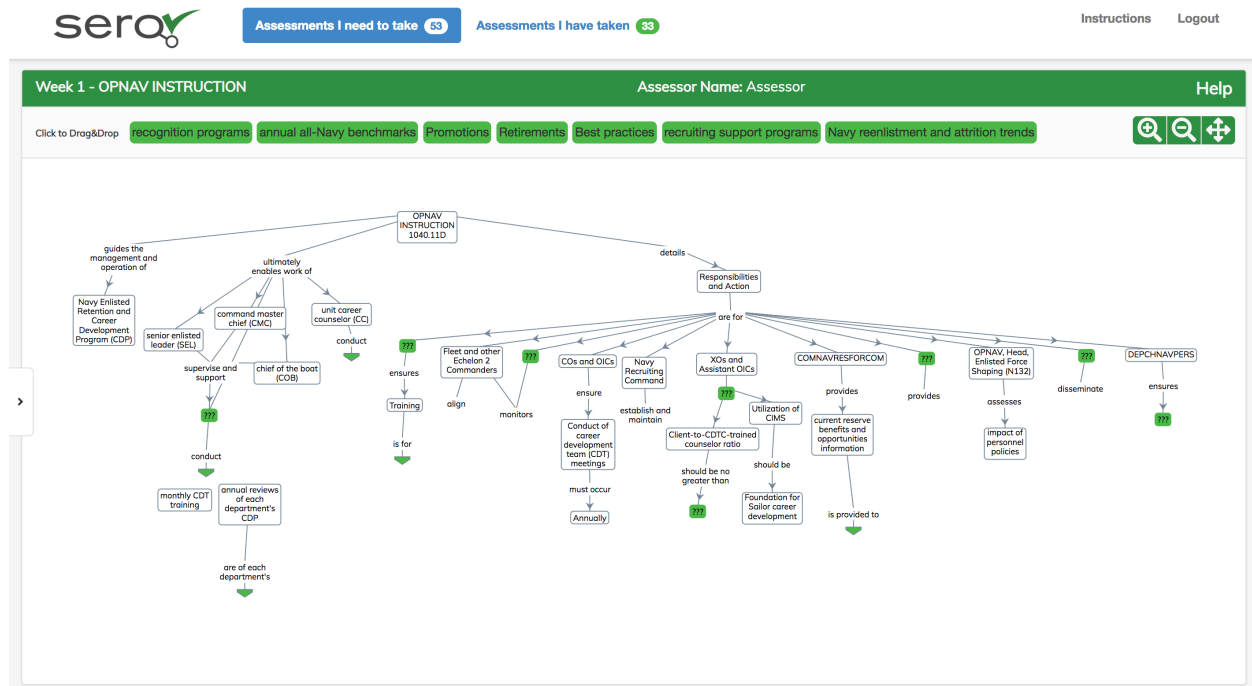 sero
Assessments I need to take 53
Assessments I have taken 33
Instructions
Logout
Week 1 - OPNAV INSTRUCTION
Assessor Name: Assessor
Help
Click to Drag&Drop
recognition programs
annual all-Navy benchmarks
Promotions
Retirements
Best practices
recruiting support programs
Navy reenlistment and attrition trends
OPNAV
INSTRUCTION
1040.11D
guides the
management and
operation of
ultimately
enables work of
details
Responsibilities
and Action
Navy Enlisted
Retention and
Career
Development
Program (CDP)
senior enlisted
leader (SEL)
command master
chief (CMC)
unit career
counselor (CC)
conduct
supervise and
support
chief of the boat
(COB)
???
conduct
monthly CDT
training
annual reviews
of each
department's
CDP
are of each
department's
are for
???
ensures
Training
is for
Fleet and other
Echelon 2
Commanders
align
???
monitors
COs and OICs
ensure
Conduct of
career
development
team (CDT)
meetings
must occur
Annually
Navy
Recruiting
Command
establish and
maintain
XOs and
Assistant OICs
???
Utilization of
CIMS
Client-to-CDTC-trained
counselor ratio
should be no
greater than
???
should be
Foundation for
Sailor career
development
COMNAVRESFORCOM
provides
current reserve
benefits and
opportunities
information
is provided to
???
provides
OPNAV, Head,
Enlisted Force
Shaping (N132)
assesses
impact of
personnel
policies
???
disseminate
DEPCHNAVPERS
ensures
???